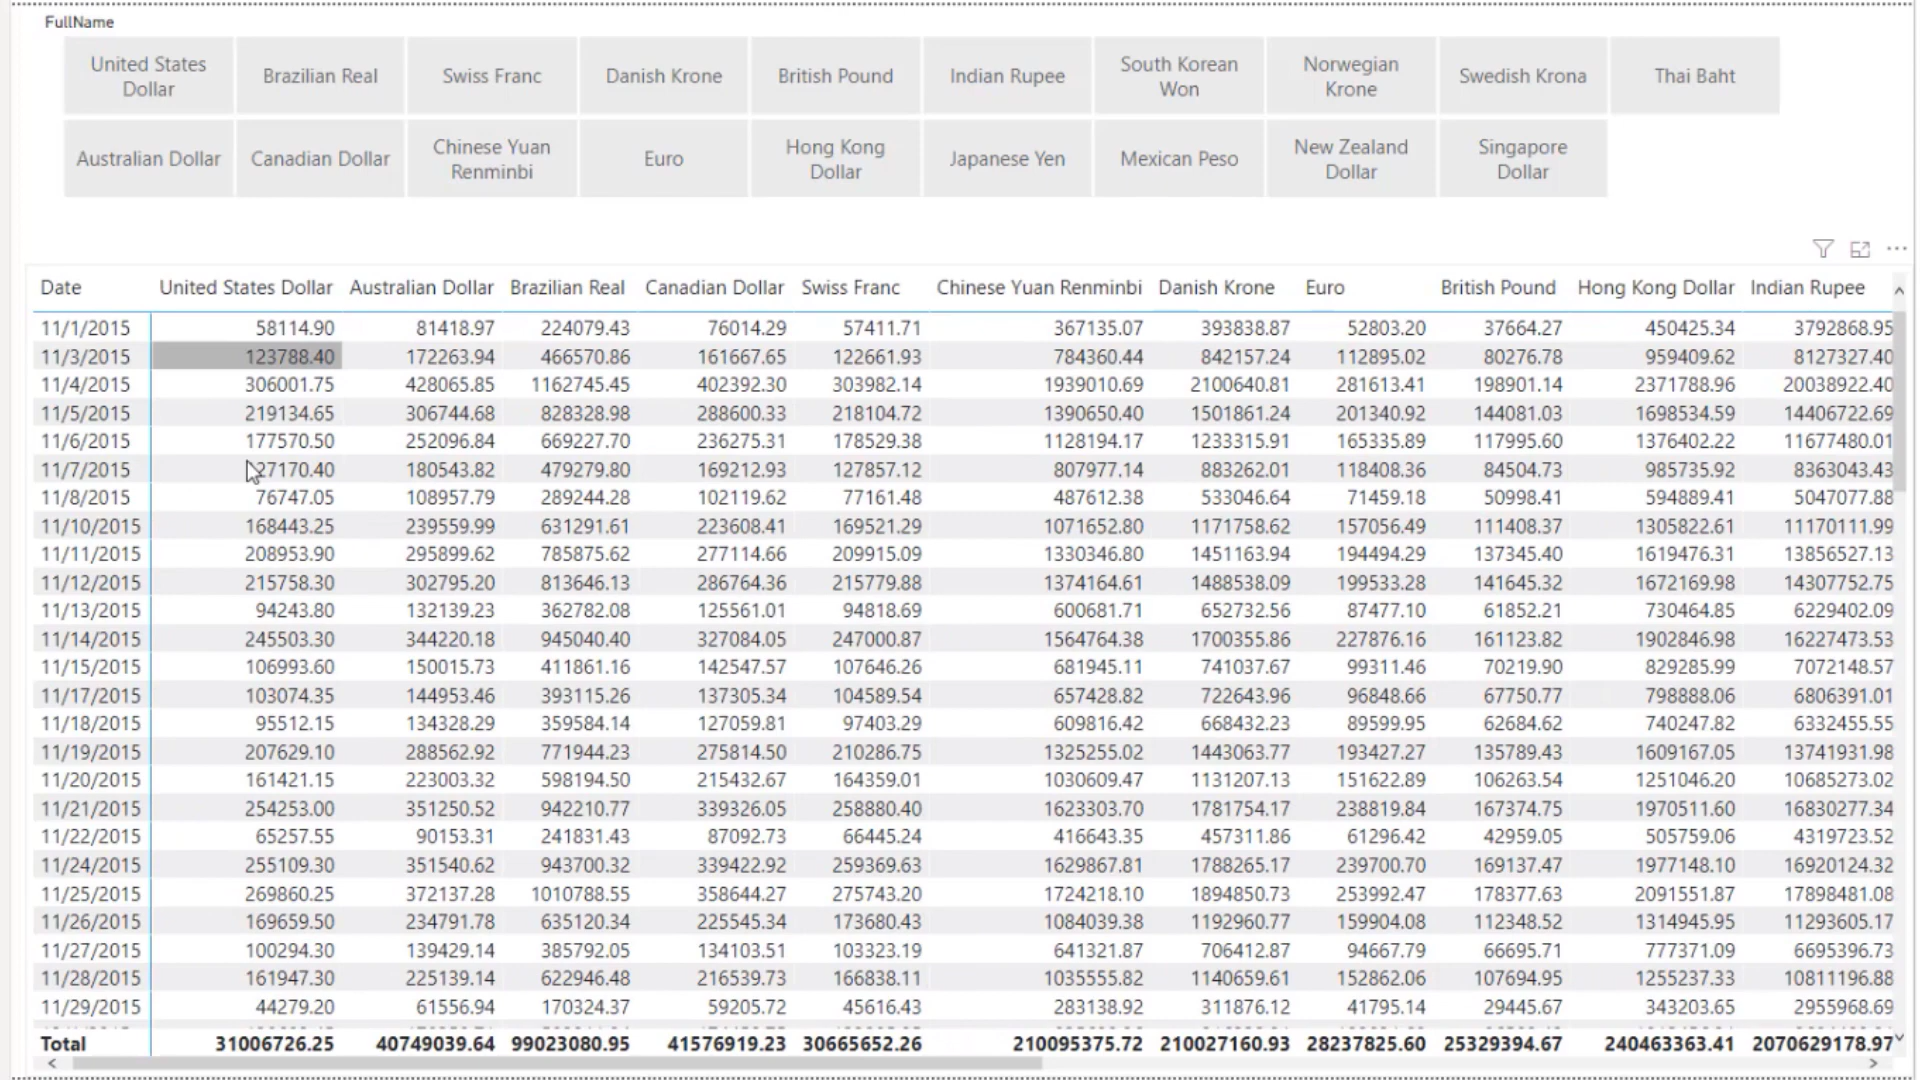 FullName
United States Dollar
Brazilian Real
Swiss Franc
Danish Krone
British Pound
Indian Rupee
South Korean Won
Norwegian Krone
Swedish Krona
Thai Baht
Australian Dollar
Canadian Dollar
Chinese Yuan Renminbi
Euro
Hong Kong Dollar
Japanese Yen
Mexican Peso
New Zealand Dollar
Singapore Dollar
Date United States Dollar Australian Dollar Brazilian Real Canadian Dollar Swiss Franc Chinese Yuan Renminbi Danish Krone Euro British Pound Hong Kong Dollar Indian Rupee
11/1/2015 58114.90 81418.97 224079.43 76014.29 57411.71 367135.07 393838.87 52803.20 37664.27 450425.34 3792868.95
11/3/2015 123788.40 172263.94 466570.86 161667.65 122661.93 784360.44 842157.24 112895.02 80276.78 959409.62 8127327.40
11/4/2015 306001.75 428065.85 1162745.45 402392.30 303982.14 1939010.69 2100640.81 281613.41 198901.14 2371788.96 20038922.40
11/5/2015 219134.65 306744.68 828328.98 288600.33 218104.72 1390650.40 1501861.24 201340.92 144081.03 1698534.59 14406722.69
11/6/2015 177570.50 252096.84 669227.70 236275.31 178529.38 1128194.17 1233315.91 165335.89 117995.60 1376402.22 11677480.01
11/7/2015 27170.40 180543.82 479279.80 169212.93 127857.12 807977.14 883262.01 118408.36 84504.73 985735.92 8363043.43
11/8/2015 76747.05 108957.79 289244.28 102119.62 77161.48 487612.38 533046.64 71459.18 50998.41 594889.41 5047077.88
11/10/2015 168443.25 239559.99 631291.61 223608.41 169521.29 1071652.80 1171758.62 157056.49 111408.37 1305822.61 11170111.99
11/11/2015 208953.90 295899.62 785875.62 277114.66 209915.09 1330346.80 1451163.94 194494.29 137345.40 1619476.31 13856527.13
11/12/2015 215758.30 302795.20 813646.13 286764.36 215779.88 1374164.61 1488538.09 199533.28 141645.32 1672169.98 14307752.75
11/13/2015 94243.80 132139.23 362782.08 125561.01 94818.69 600681.71 652732.56 87477.10 61852.21 730464.85 6229402.09
11/14/2015 245503.30 344220.18 945040.40 327084.05 247000.87 1564764.38 1700355.86 227876.16 161123.82 1902846.98 16227473.53
11/15/2015 106993.60 150015.73 411861.16 142547.57 107646.26 681945.11 741037.67 99311.46 70219.90 829285.99 7072148.57
11/17/2015 103074.35 144953.46 393115.26 137305.34 104589.54 657428.82 722643.96 96848.66 67750.77 798888.06 6806391.01
11/18/2015 95512.15 134328.29 359584.14 127059.81 97403.29 609816.42 668432.23 89599.95 62684.62 740247.82 6332455.55
11/19/2015 207629.10 288562.92 771944.23 275814.50 210286.75 1325255.02 1443063.77 193427.27 135789.43 1609167.05 13741931.98
11/20/2015 161421.15 223003.32 598194.50 215432.67 164359.01 1030609.47 1131207.13 151622.89 106263.54 1251046.20 10685273.02
11/21/2015 254253.00 351250.52 942210.77 339326.05 258880.40 1623303.70 1781754.17 238819.84 167374.75 1970511.60 16830277.34
11/22/2015 65257.55 90153.31 241831.43 87092.73 66445.24 416643.35 457311.86 61296.42 42959.05 505759.06 4319723.52
11/24/2015 255109.30 351540.62 943700.32 339422.92 259369.63 1629867.81 1788265.17 239700.70 169137.47 1977148.10 16920124.32
11/25/2015 269860.25 372137.28 1010788.55 358644.27 275743.20 1724218.10 1894850.73 253992.47 178377.63 2091551.87 17898481.08
11/26/2015 169659.50 234791.78 635120.34 225545.34 173680.43 1084039.38 1192960.77 159904.08 112348.52 1314945.95 11293605.17
11/27/2015 100294.30 139429.14 385792.05 134103.51 103323.19 641321.87 706412.87 94667.79 66695.71 777371.09 6695396.73
11/28/2015 161947.30 225139.14 622946.48 216539.73 166838.11 1035555.82 1140659.61 152862.06 107694.95 1255237.33 10811196.88
11/29/2015 44279.20 61556.94 170324.37 59205.72 45616.43 283138.92 311876.12 41795.14 29445.67 343203.65 2955968.69
Total 31006726.25 40749039.64 99023080.95 41576919.23 30665652.26 210095375.72 210027160.93 28237825.60 25329394.67 240463363.41 2070629178.97